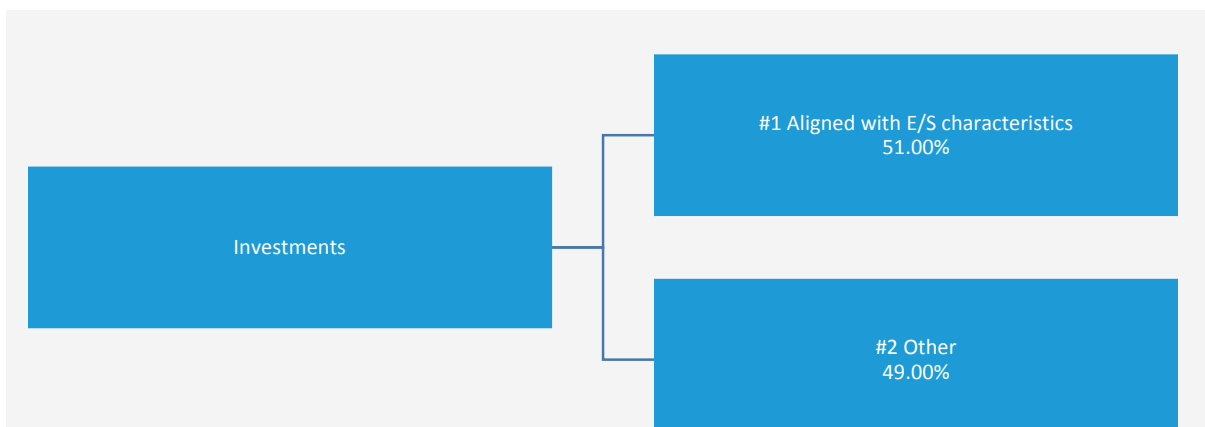 #1 Aligned with E/S characteristics
51.00%
Investments
#2 Other
49.00%